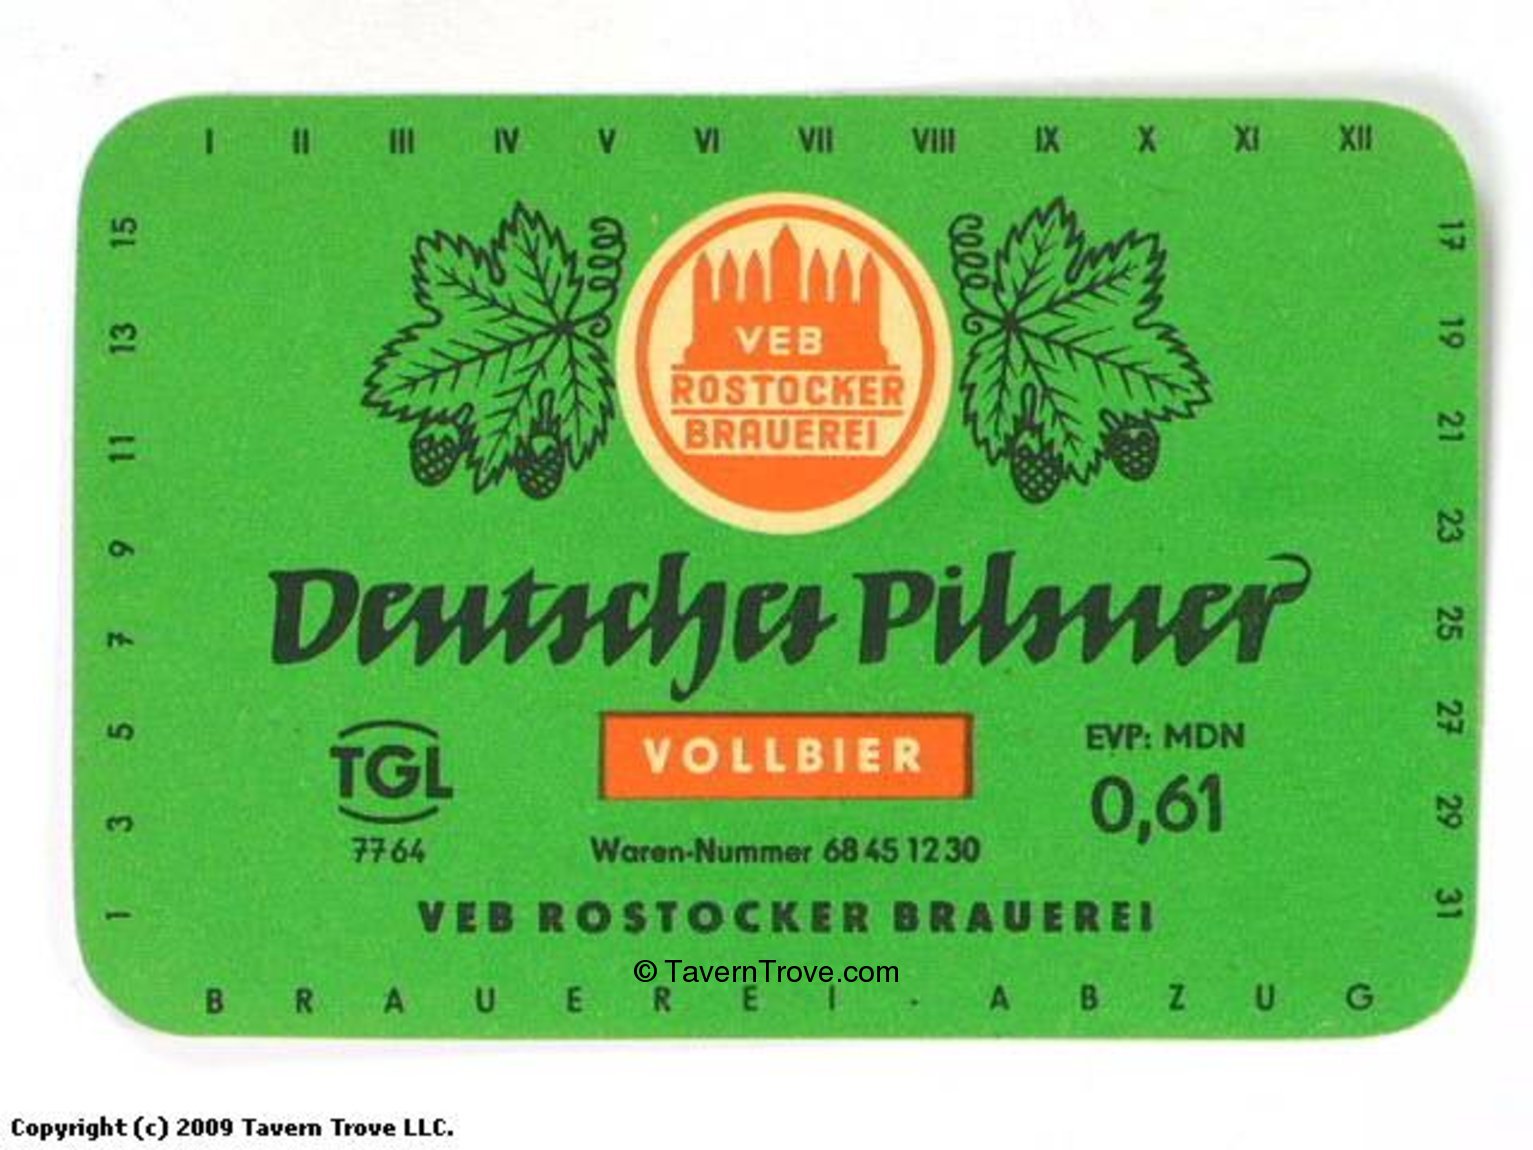 I II III IV V VI VII VIII IX X XI XII
15
13
11
9
7
5
3
1
17
19
21
23
25
27
29
31
VEB
ROSTOCKER
BRAUEREI
Deutsches Pilsner
TGL
7764
VOLLBIER
EVP: MDN
0,61
Waren-Nummer 68 45 12 30
VEB ROSTOCKER BRAUEREI
© TavernTrove.com
BRAUEREI-ABZUG
Copyright (c) 2009 Tavern Trove LLC.